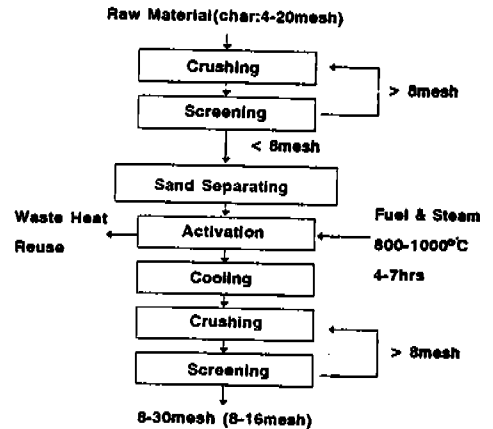 Raw Material(char:4-20mesh)
Crushing
> 8mesh
Screening
< 8mesh
Sand Separating
Waste Heat
Reuse
Activation
Fuel & Steam
800-1000°C
4-7hrs
Cooling
Crushing
> 8mesh
Screening
8-30mesh (8-16mesh)